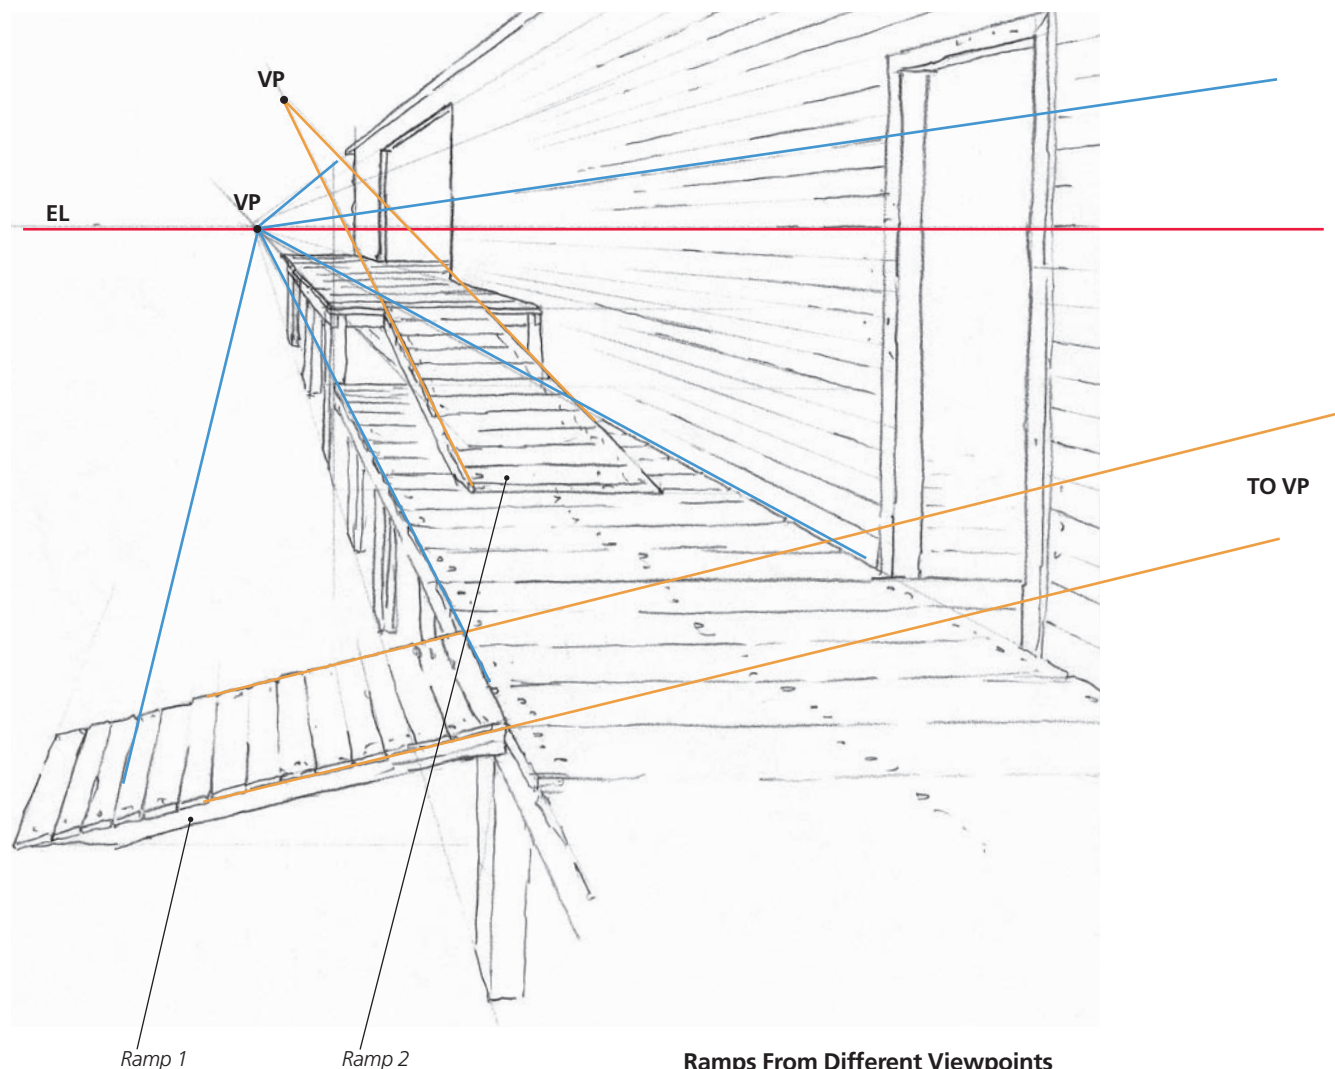 VP
VP
EL
TO VP
Ramp 1
Ramp 2
Ramps From Different Viewpoints